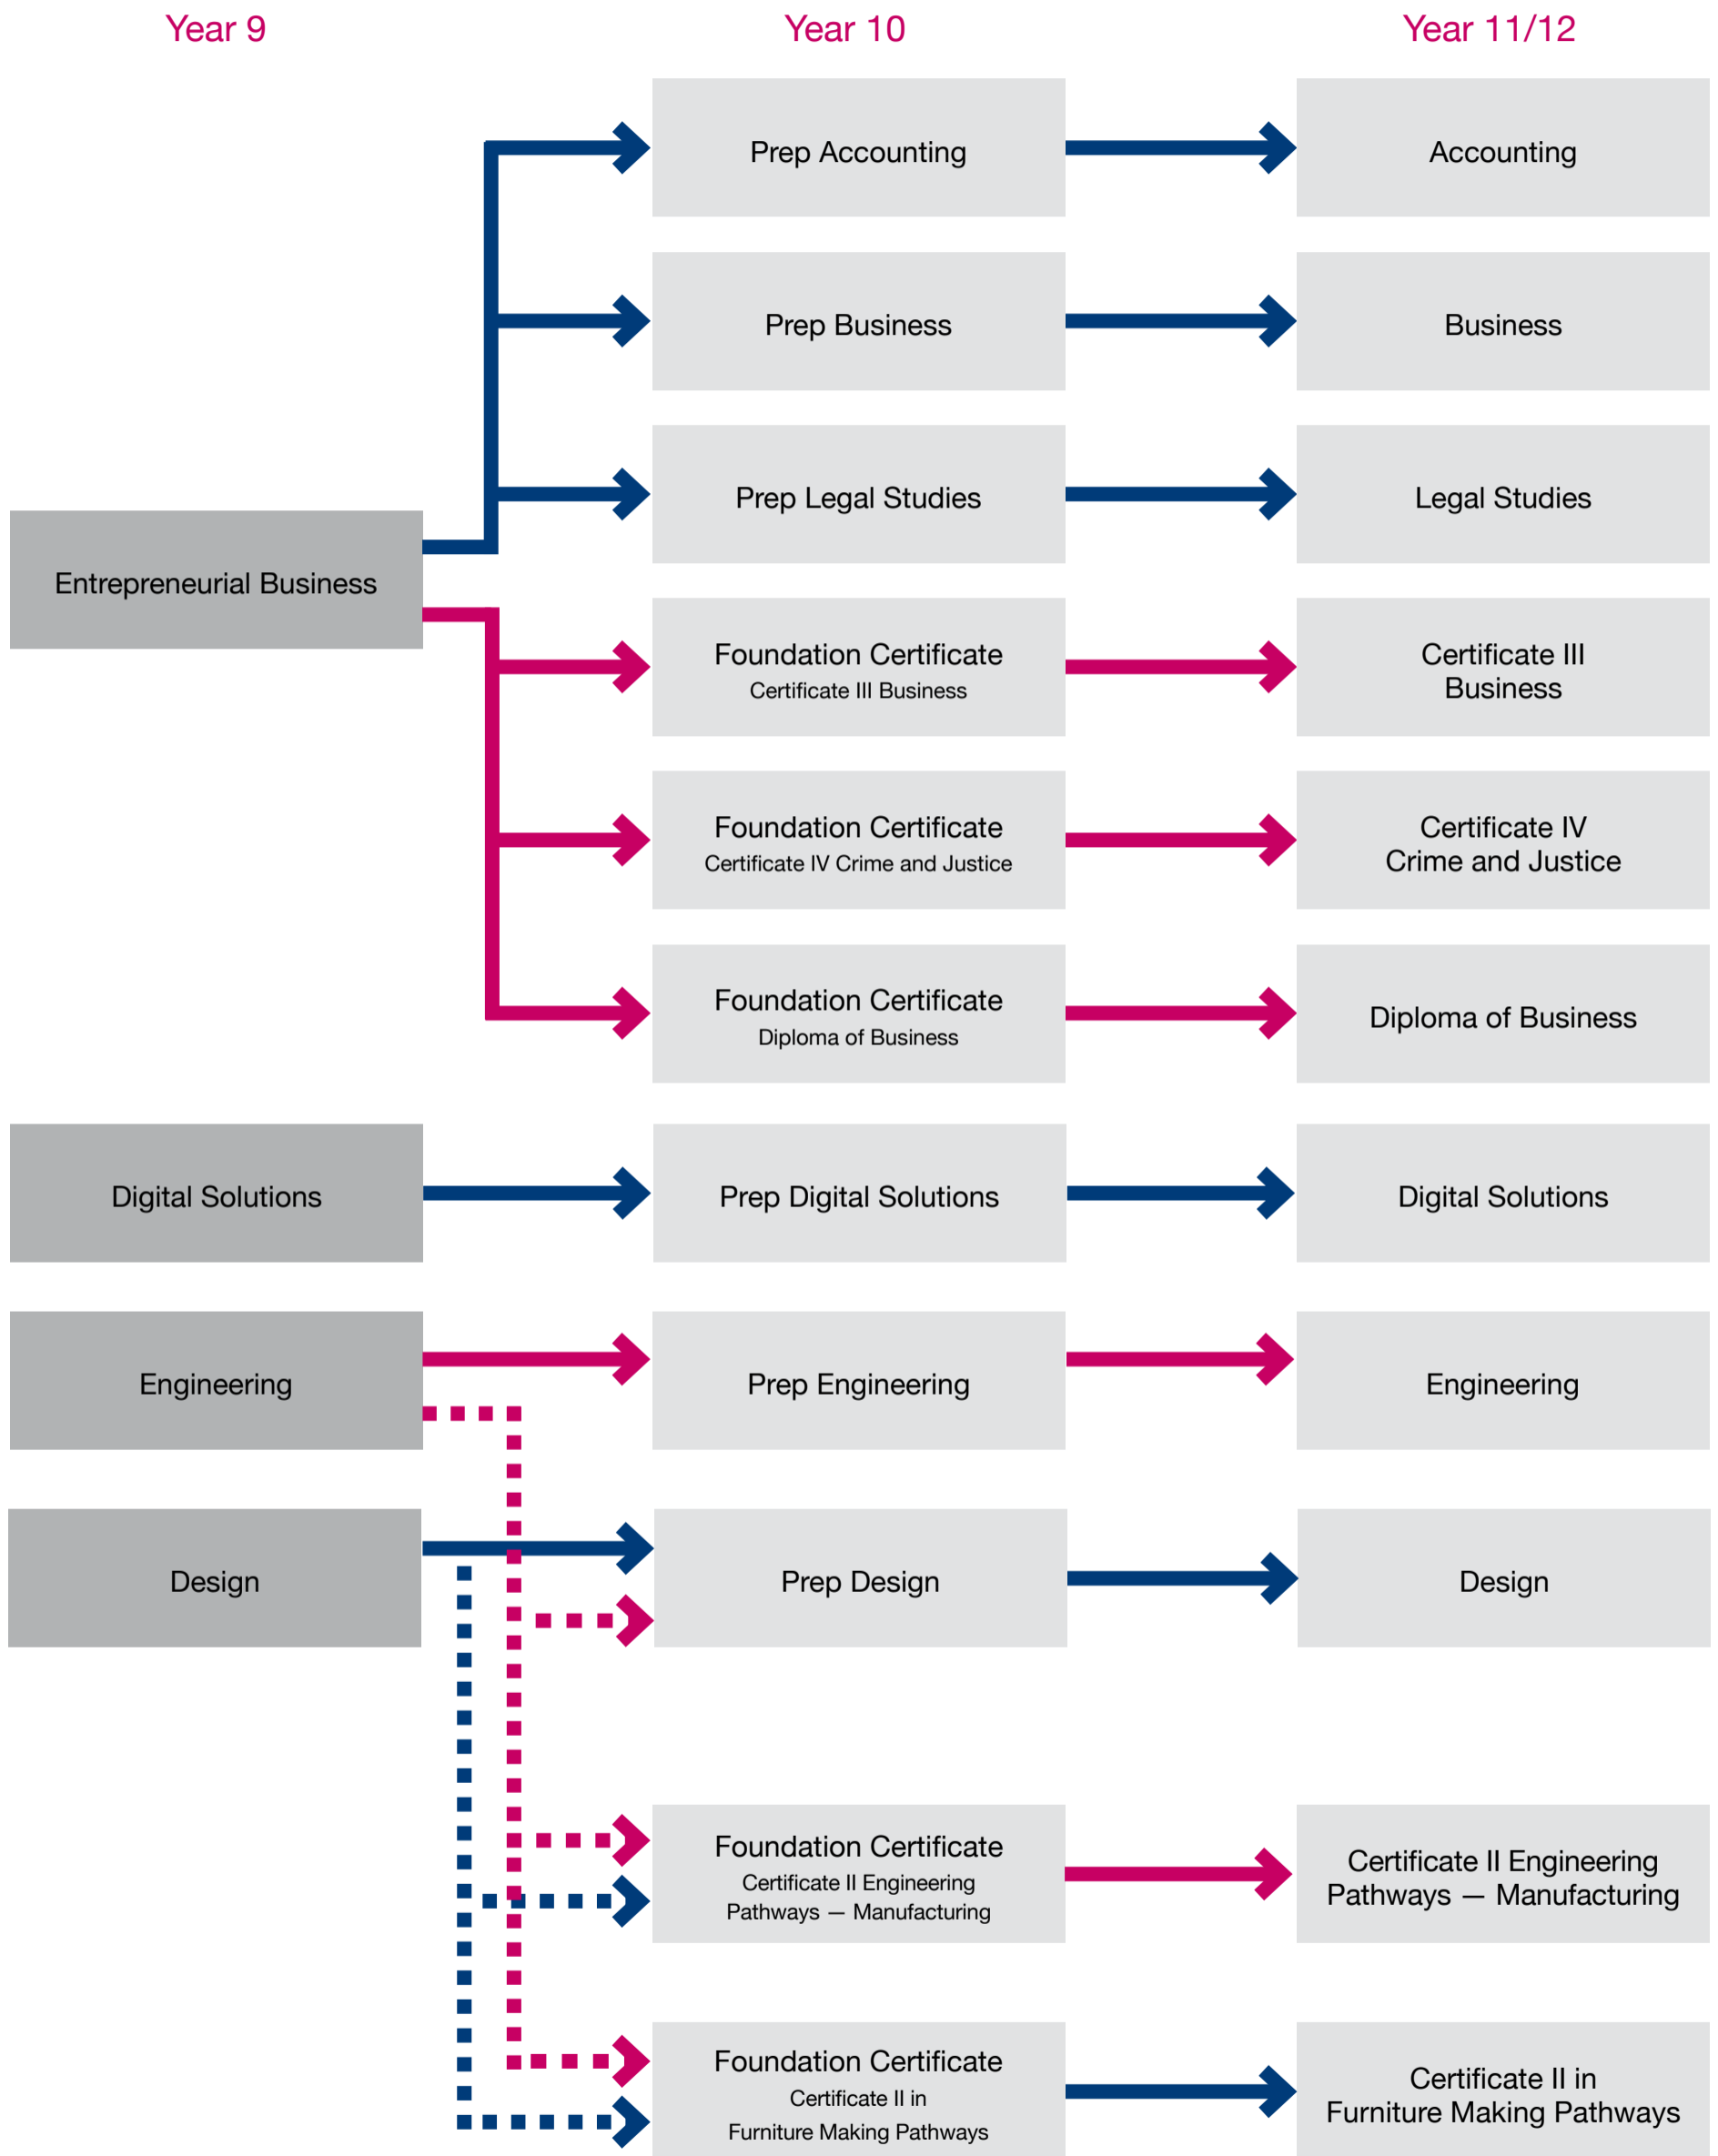 Year 9
Year 10
Year 11/12
Prep Accounting
Accounting
Prep Business
Business
Prep Legal Studies
Legal Studies
Entrepreneurial Business
Foundation Certificate
Certificate III Business
Certificate III
Business
Foundation Certificate
Certificate IV Crime and Justice
Certificate IV
Crime and Justice
Foundation Certificate
Diploma of Business
Diploma of Business
Digital Solutions
Prep Digital Solutions
Digital Solutions
Engineering
Prep Engineering
Engineering
Design
Prep Design
Design
Foundation Certificate
Certificate II Engineering
Pathways — Manufacturing
Certificate II Engineering
Pathways — Manufacturing
Foundation Certificate
Certificate II in
Furniture Making Pathways
Certificate II in
Furniture Making Pathways